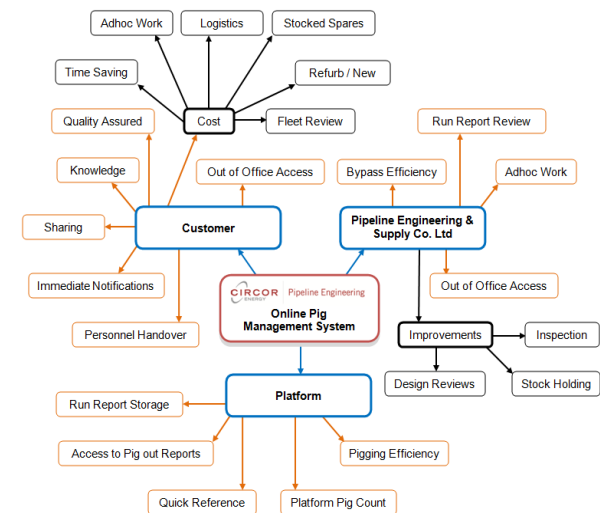 Adhoc Work
Logistics
Stocked Spares
Time Saving
Refurb / New
Quality Assured
Cost
Fleet Review
Run Report Review
Knowledge
Out of Office Access
Bypass Efficiency
Adhoc Work
Sharing
Customer
Pipeline Engineering &
Supply Co. Ltd
Immediate Notifications
CIRCOR
ENERGY
Pipeline Engineering
Online Pig
Management System
Out of Office Access
Personnel Handover
Improvements
Inspection
Platform
Design Reviews
Stock Holding
Run Report Storage
Access to Pig out Reports
Pigging Efficiency
Quick Reference
Platform Pig Count